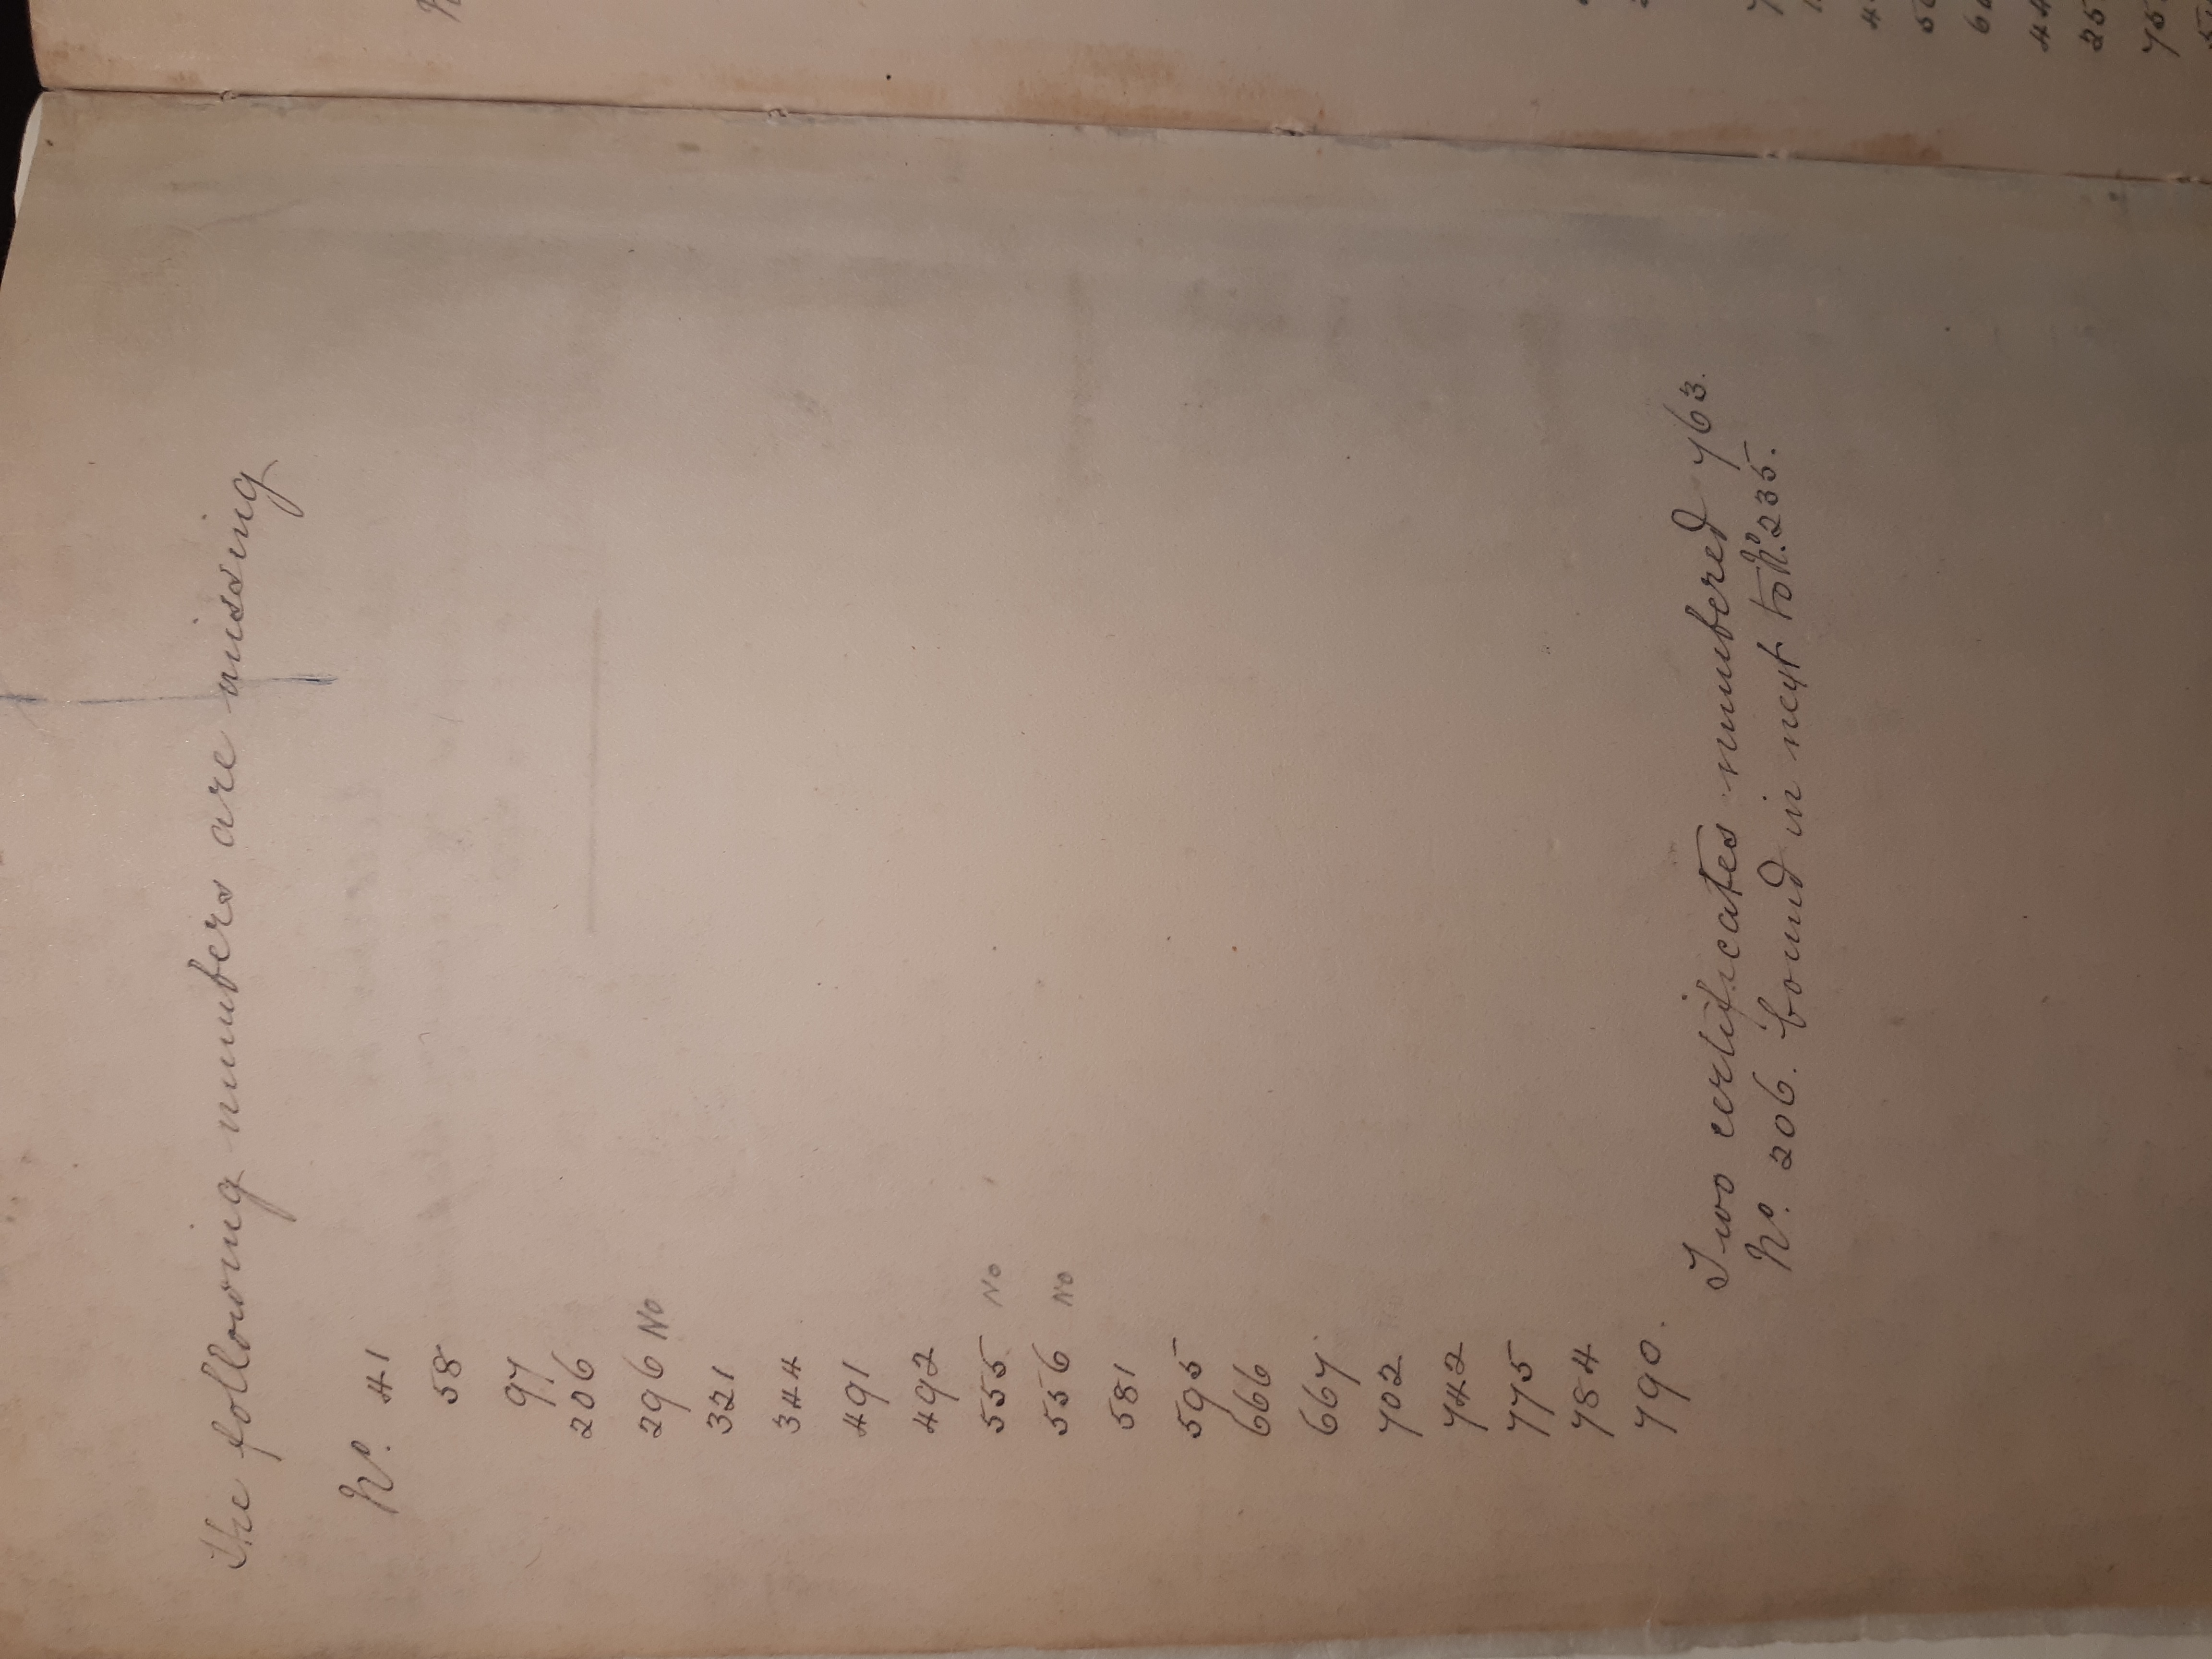 The following numbers are missing
No. 41
58
97
206
296 No
321
344
491
492
555 No
556 No
581
595
666
667
702
742
775
784
790.
Two certificates numbered 763.
No. 206. bound in next to No. 235.